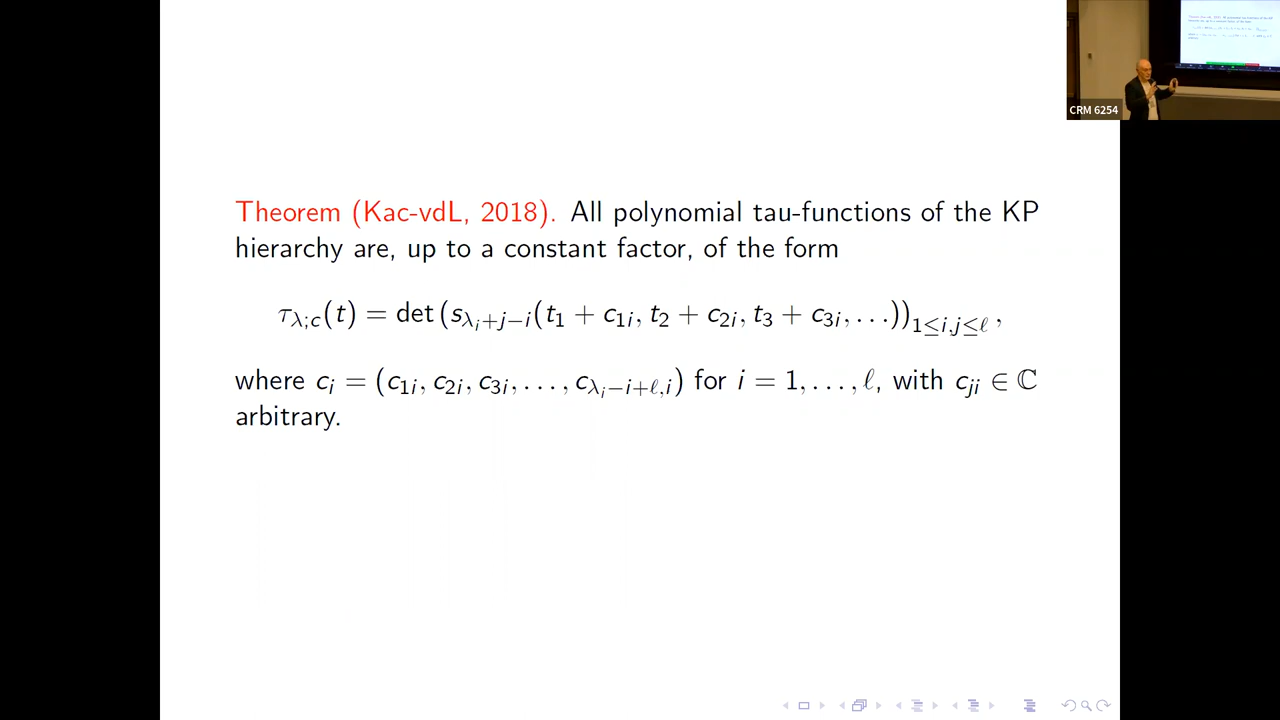 CRM 6254
Theorem (Kac-vdL, 2018). All polynomial tau-functions of the KP
hierarchy are, up to a constant factor, of the form
τ_{λ;c}(t) = det (s_{λ_i+j−i}(t_1 + c_{1i}, t_2 + c_{2i}, t_3 + c_{3i}, . . .))_{1≤i,j≤ℓ} ,
where c_i = (c_{1i}, c_{2i}, c_{3i}, . . . , c_{λ_i−i+ℓ,i}) for i = 1, . . . , ℓ, with c_{ji} ∈ ℂ
arbitrary.